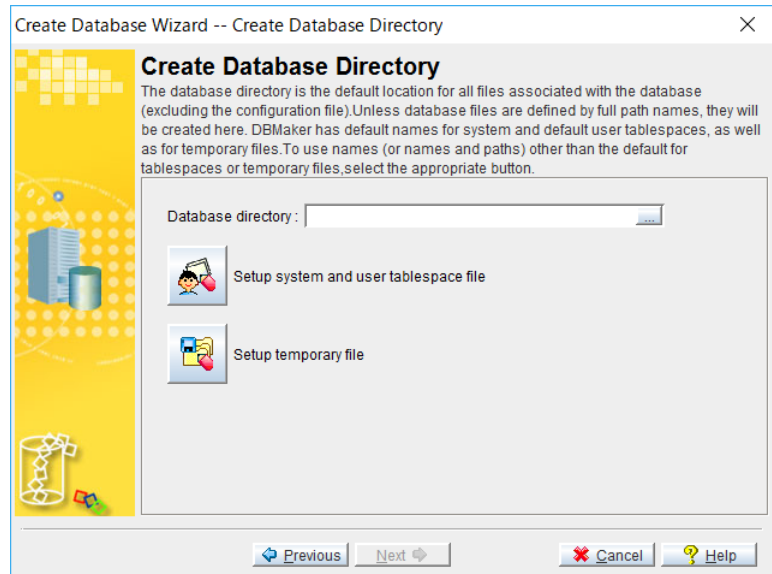 Create Database Wizard -- Create Database Directory
Create Database Directory
The database directory is the default location for all files associated with the database
(excluding the configuration file).Unless database files are defined by full path names, they will
be created here. DBMaker has default names for system and default user tablespaces, as well
as for temporary files.To use names (or names and paths) other than the default for
tablespaces or temporary files,select the appropriate button.
Database directory : ...
Setup system and user tablespace file
Setup temporary file
Previous Next Cancel Help